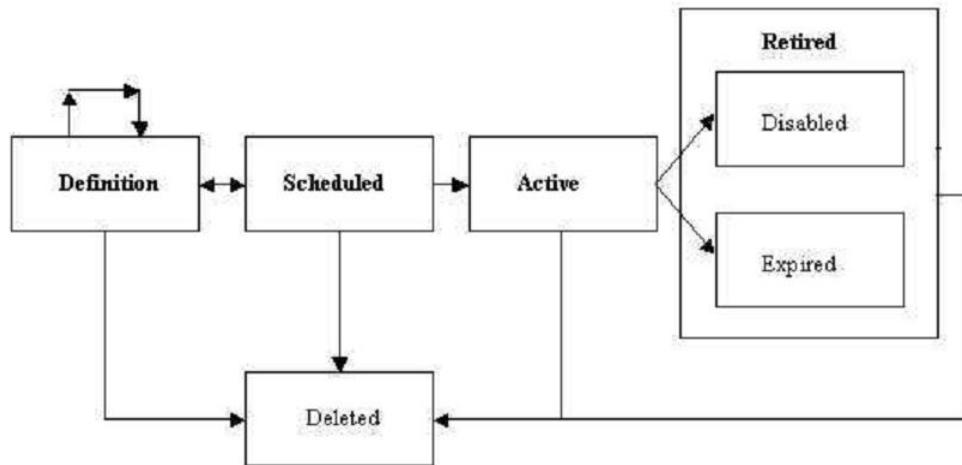 Retired
Disabled
Definition
Scheduled
Active
Expired
Deleted